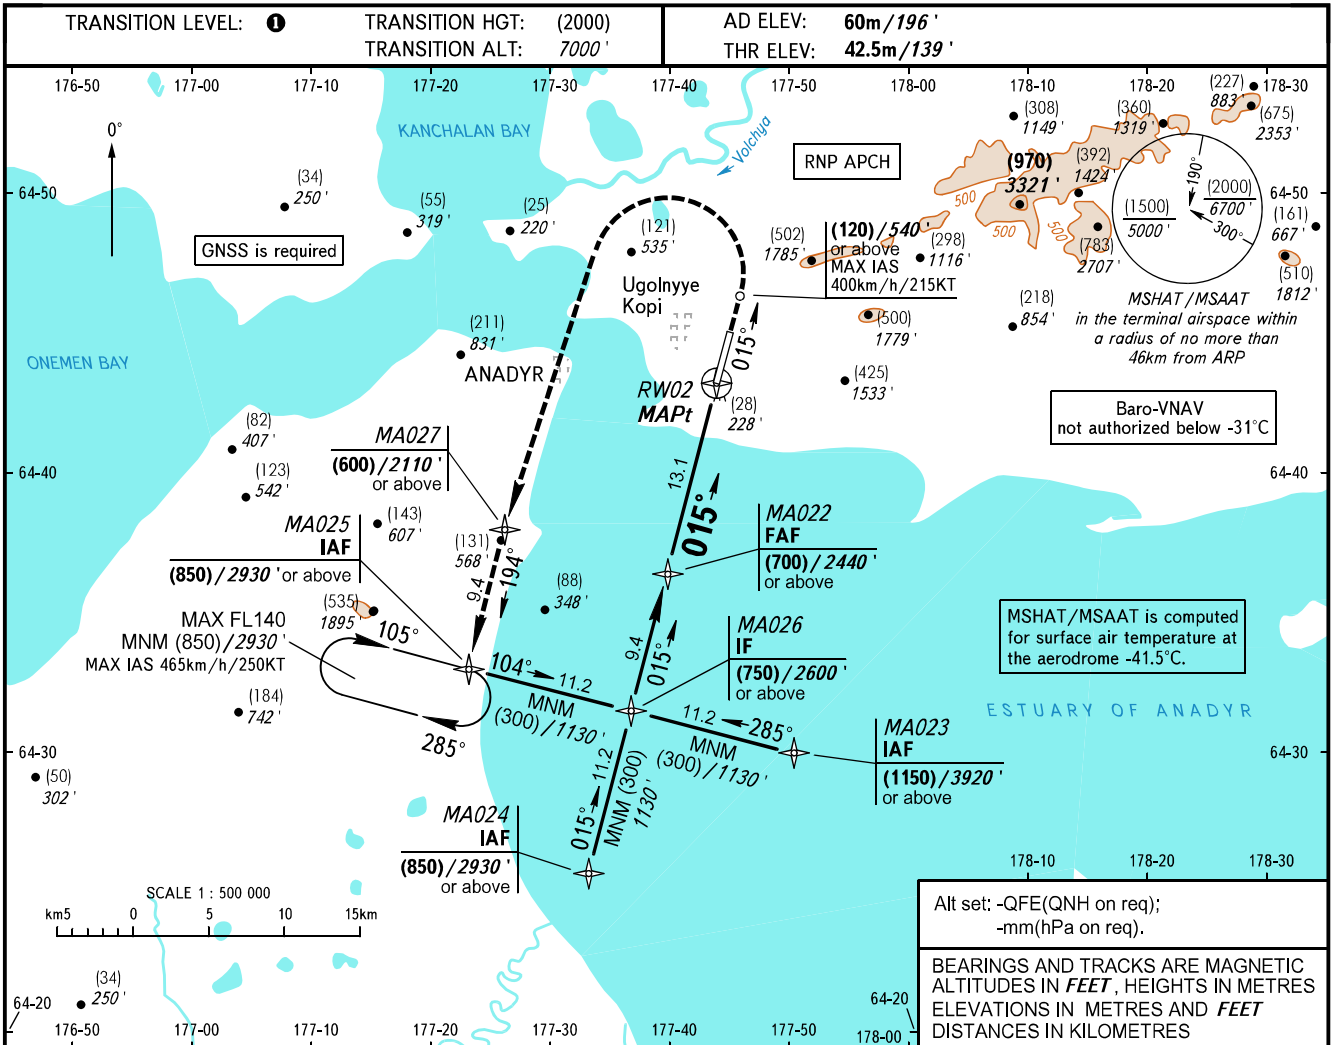 TRANSITION LEVEL: 1
TRANSITION HGT: (2000)
TRANSITION ALT: 7000 '
AD ELEV: 60m/196 '
THR ELEV: 42.5m/139 '
176-50 177-00 177-10 177-20 177-30 177-40 177-50 178-00 178-10 178-20 178-30
0°
KANCHALAN BAY
Volchya
RNP APCH
(308)
1149 '
(360)
1319 '
(227)
883 '
(675)
2353 '
(970)
3321 '
(392)
1424 '
500
500
500
190°
(2000)
6700 '
(1500)
5000 '
300°
(161)
667 '
(783)
2707 '
(510)
1812 '
64-50
64-50
(34)
250 '
(55)
319 '
(25)
220 '
(121)
535 '
GNSS is required
(502)
1785 '
(120)/540 '
or above
MAX IAS
400km/h/215KT
(298)
1116 '
MSHAT/MSAAT
in the terminal airspace within
a radius of no more than
46km from ARP
(218)
854 '
Ugolnyye
Kopi
(500)
1779 '
015°
(211)
831 '
ONEMEN BAY
ANADYR
RW02
MAPt
(28)
228 '
(425)
1533 '
Baro-VNAV
not authorized below -31°C
(82)
407 '
MA027
(600)/2110 '
or above
13.1
015°
64-40
64-40
(123)
542 '
(143)
607 '
MA025
IAF
(850)/2930 ' or above
(131)
568 '
194°
9.4
MA022
FAF
(700)/2440 '
or above
(88)
348 '
(535)
1895 '
MAX FL140
MNM (850)/2930 '
MAX IAS 465km/h/250KT
105°
285°
(184)
742 '
104°
11.2
MNM
(300)/1130 '
9.4
015°
MA026
IF
(750)/2600 '
or above
MSHAT/MSAAT is computed
for surface air temperature at
the aerodrome -41.5°C.
ESTUARY OF ANADYR
11.2
285°
MNM
(300)/1130 '
MA023
IAF
(1150)/3920 '
or above
64-30
64-30
(50)
302 '
015°
11.2
MNM (300)
1130 '
MA024
IAF
(850)/2930 '
or above
SCALE 1 : 500 000
km5 0 5 10 15km
178-10 178-20 178-30
Alt set: -QFE(QNH on req);
-mm(hPa on req).
BEARINGS AND TRACKS ARE MAGNETIC
ALTITUDES IN FEET, HEIGHTS IN METRES
ELEVATIONS IN METRES AND FEET
DISTANCES IN KILOMETRES
(34)
250 '
64-20
64-20
176-50 177-00 177-10 177-20 177-30 177-40 177-50 178-00